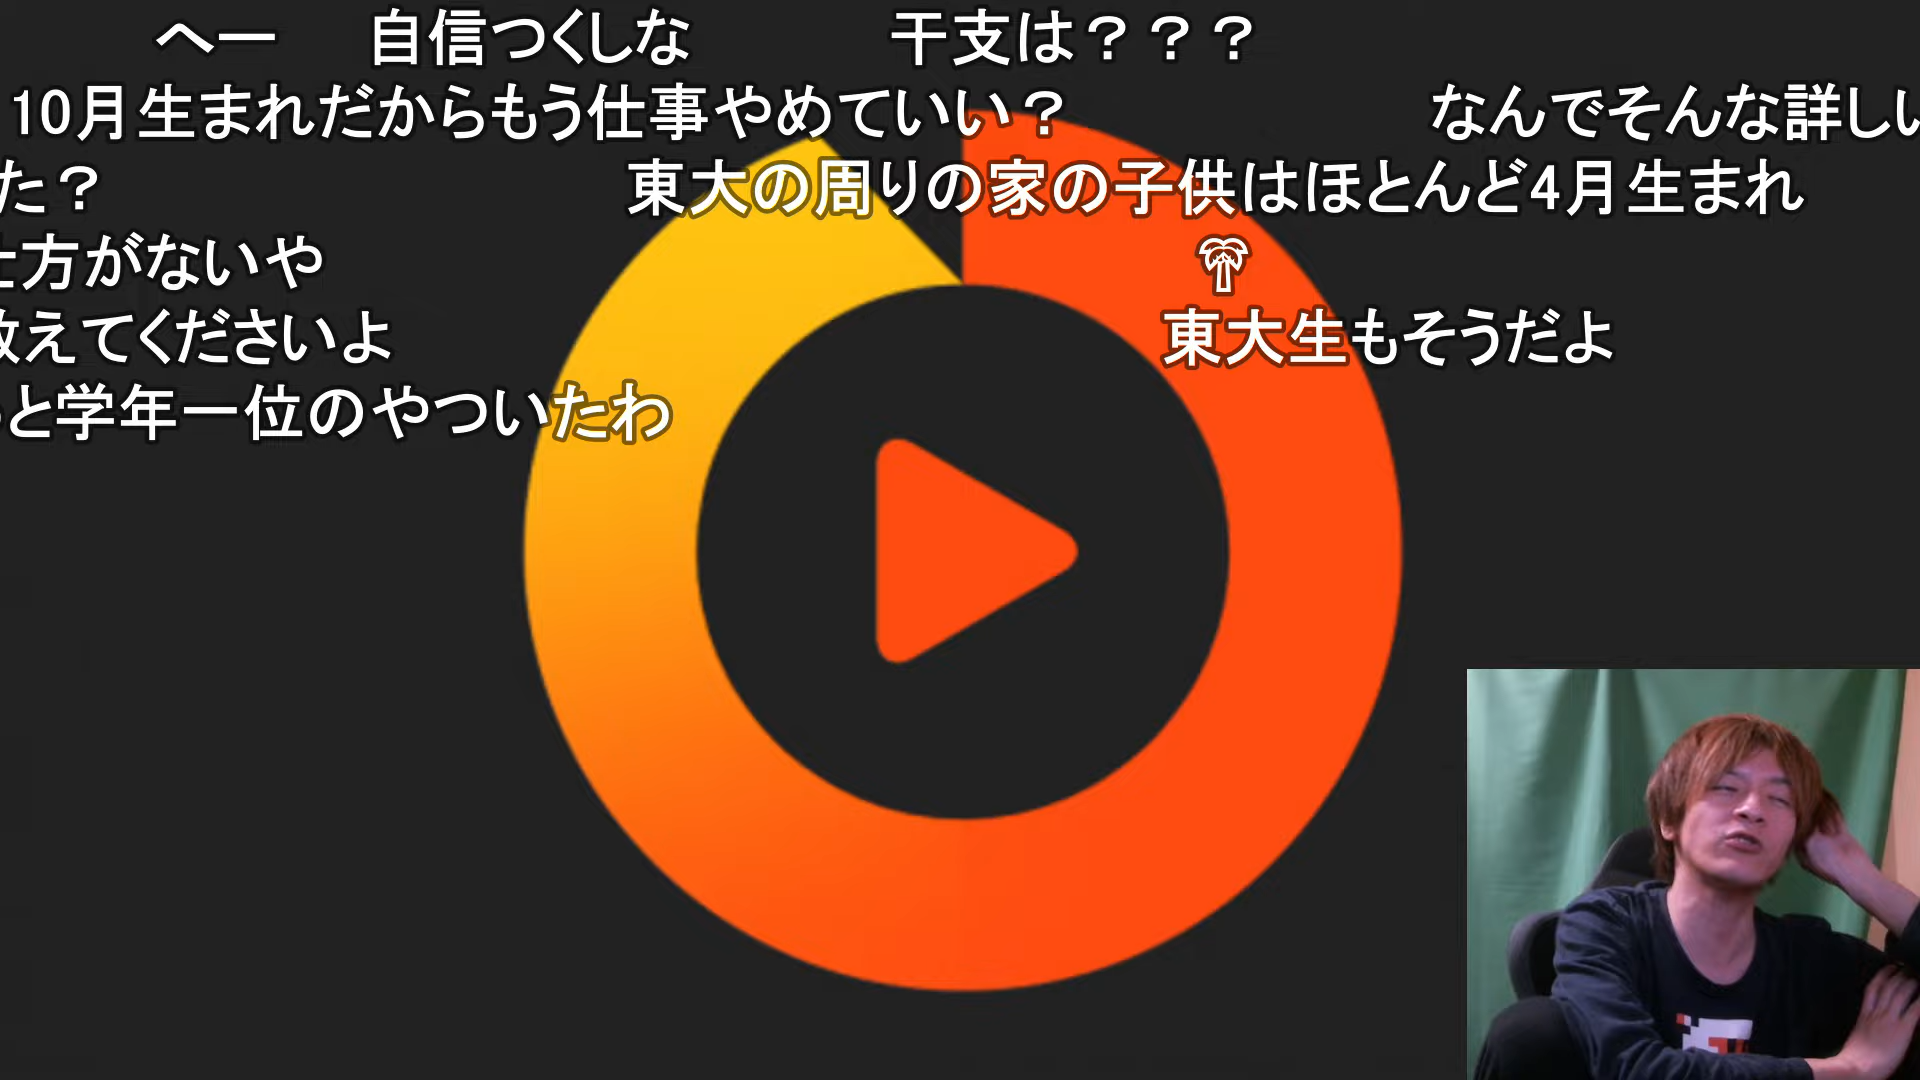 へー 自信つくしな 干支は？？？
10月生まれだからもう仕事やめていい？ なんでそんな詳しい
た？ 東大の周りの家の子供はほとんど4月生まれ
仕方がないや 🌴
教えてくださいよ 東大生もそうだよ
と学年一位のやついたわ